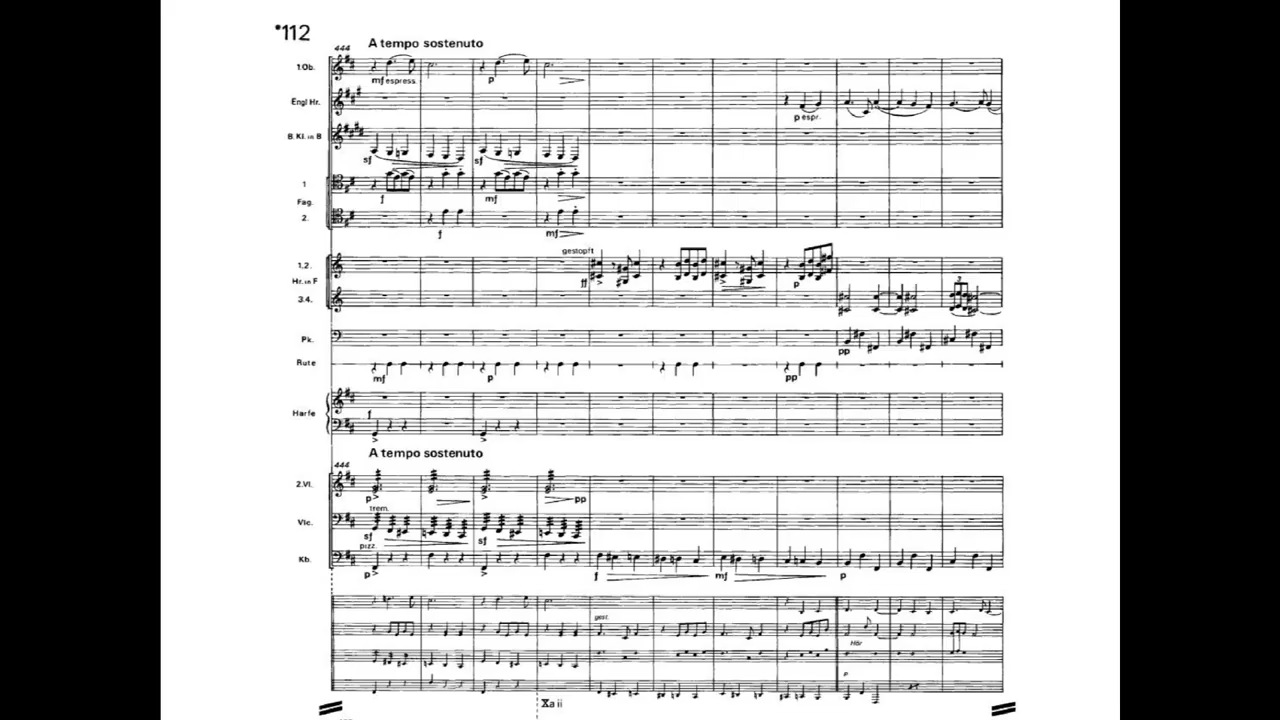 *112
444 A tempo sostenuto
1.Ob.
mf espress. p
Engl Hr.
p espr.
B.Kl. in B
sf sf
1
f mf
Fag.
2.
f mf
gestopft
1.2.
ff p
Hr. in F
3.4.
2
Pk.
pp
Rute
mf p pp
Harfe
f
444 A tempo sostenuto
2.Vl.
p pp
trem.
Vlc.
sf sf
pizz.
Kb.
p f mf p
gest.
Hör
p
Xa ii